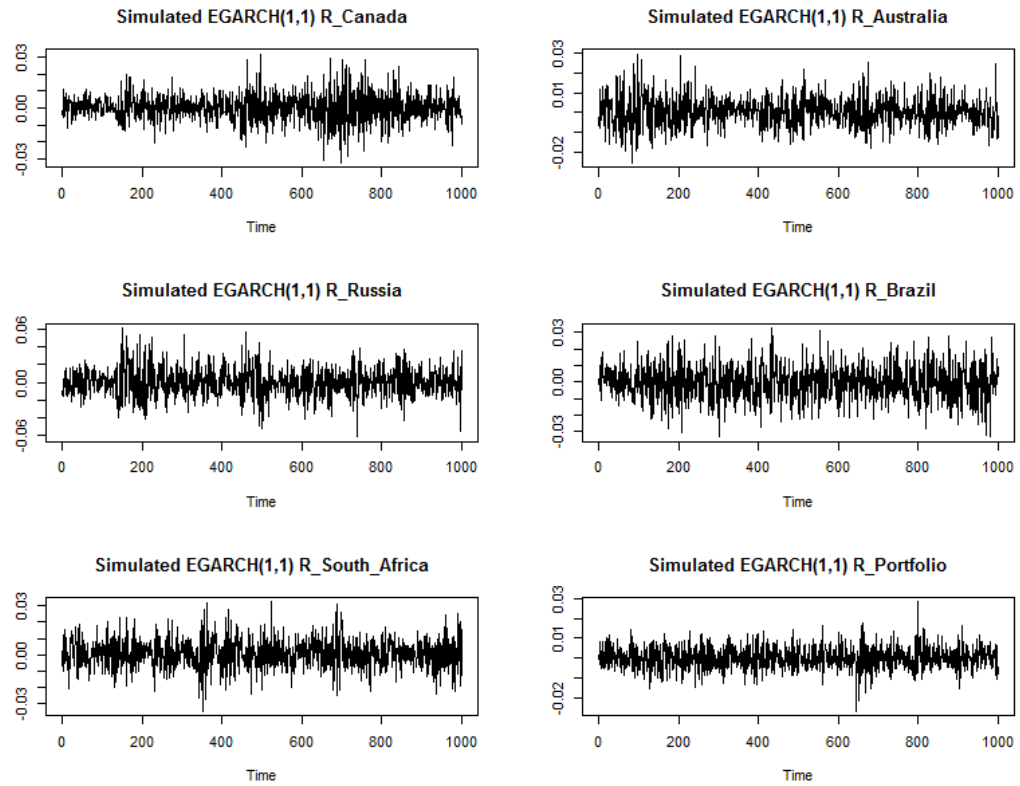 Simulated EGARCH(1,1) R_Canada
0.03
0.00
-0.03
0 200 400 600 800 1000
Time
Simulated EGARCH(1,1) R_Australia
0.03
0.01
-0.02
0 200 400 600 800 1000
Time
Simulated EGARCH(1,1) R_Russia
0.06
0.00
-0.06
0 200 400 600 800 1000
Time
Simulated EGARCH(1,1) R_Brazil
0.03
0.00
-0.03
0 200 400 600 800 1000
Time
Simulated EGARCH(1,1) R_South_Africa
0.03
0.00
-0.03
0 200 400 600 800 1000
Time
Simulated EGARCH(1,1) R_Portfolio
0.03
0.01
-0.02
0 200 400 600 800 1000
Time